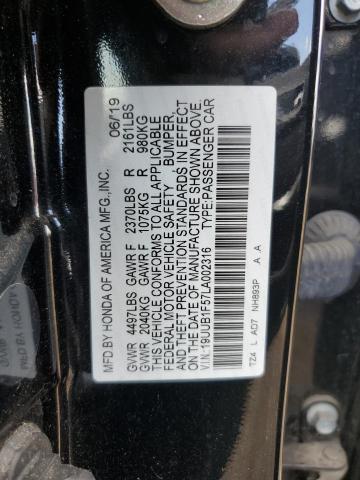 MFD BY HONDA OF AMERICA MFG.,INC. 06/19
GVWR 4497LBS GAWR F 2370LBS R 2161LBS
GVWR 2040KG GAWR F 1075KG R 980KG
THIS VEHICLE CONFORMS TO ALL APPLICABLE
FEDERAL MOTOR VEHICLE SAFETY, BUMPER,
AND THEFT PREVENTION STANDARDS IN EFFECT
ON THE DATE OF MANUFACTURE SHOWN ABOVE.
V.I.N.:19UUB1F57LA002316 TYPE:PASSENGER CAR
TZ4 L AD7 NH893P A A